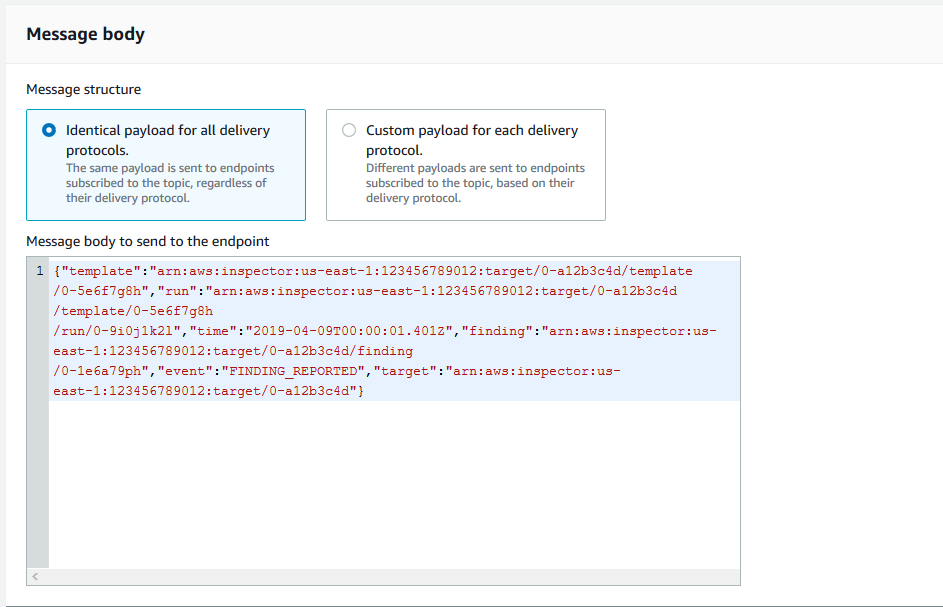 Message body
Message structure
Identical payload for all delivery
protocols.
The same payload is sent to endpoints
subscribed to the topic, regardless of
their delivery protocol.
Custom payload for each delivery
protocol.
Different payloads are sent to endpoints
subscribed to the topic, based on their
delivery protocol.
Message body to send to the endpoint
1
{"template":"arn:aws:inspector:us-east-1:123456789012:target/0-a12b3c4d/template
/0-5e6f7g8h","run":"arn:aws:inspector:us-east-1:123456789012:target/0-a12b3c4d
/template/0-5e6f7g8h
/run/0-9i0j1k2l","time":"2019-04-09T00:00:01.401Z","finding":"arn:aws:inspector:us-
east-1:123456789012:target/0-a12b3c4d/finding
/0-1e6a79ph","event":"FINDING_REPORTED","target":"arn:aws:inspector:us-
east-1:123456789012:target/0-a12b3c4d"}